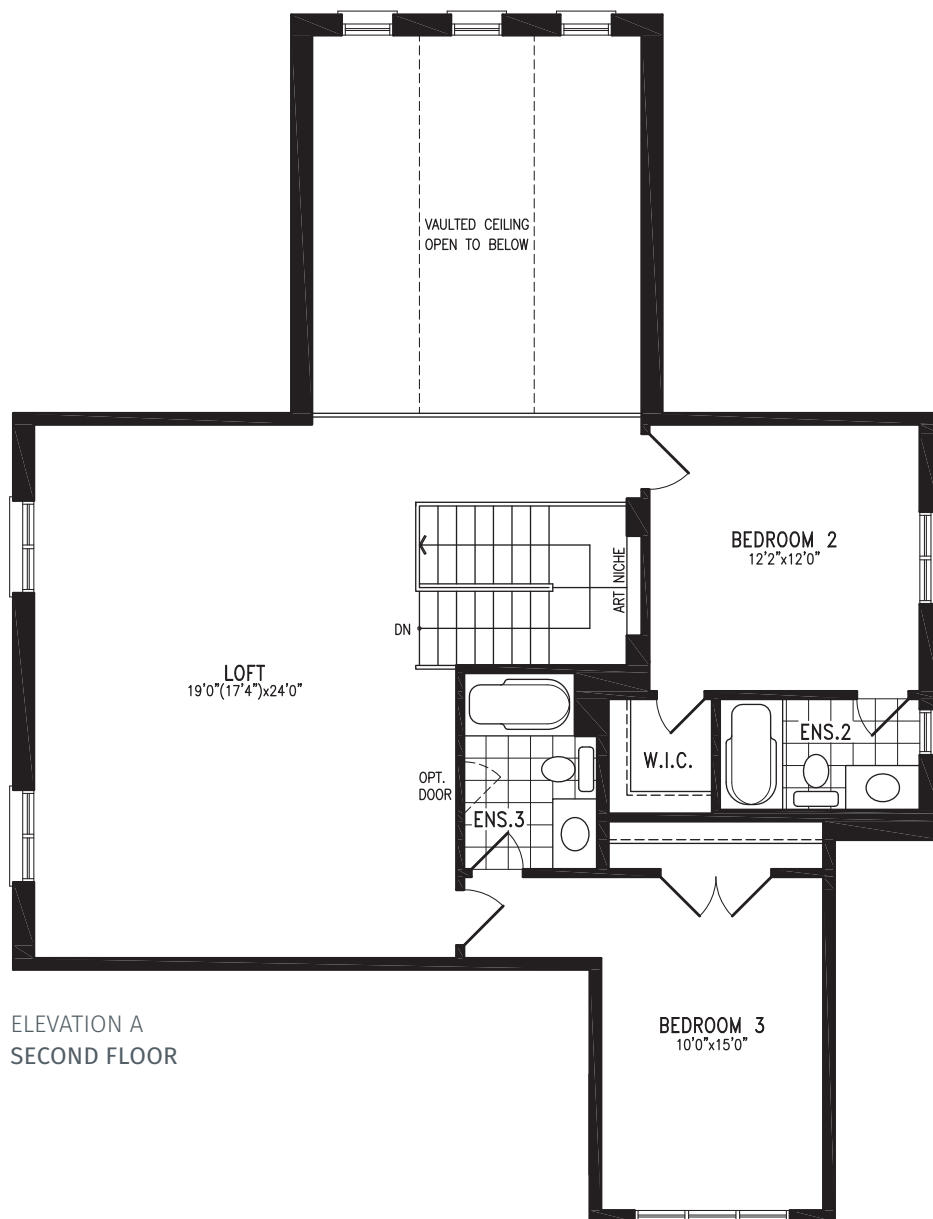 VAULTED CEILING
OPEN TO BELOW
BEDROOM 2
12'2"x12'0"
ART NICHE
DN
LOFT
19'0"(17'4")x24'0"
ENS.2
W.I.C.
OPT.
DOOR
ENS.3
BEDROOM 3
10'0"x15'0"
ELEVATION A
SECOND FLOOR